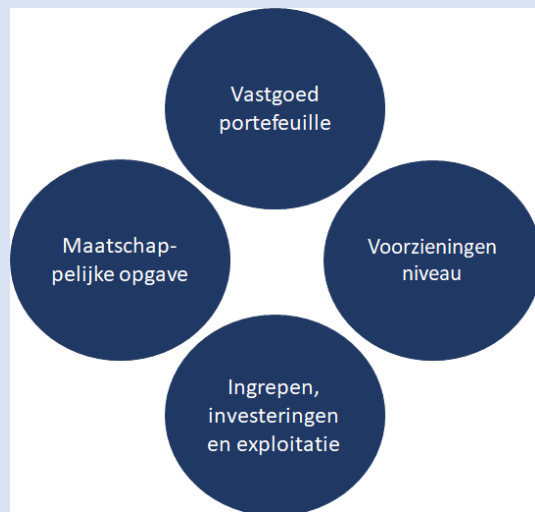 Vastgoed
portefeuille
Maatschap-
pelijke opgave
Voorzieningen
niveau
Ingrepen,
investeringen
en exploitatie